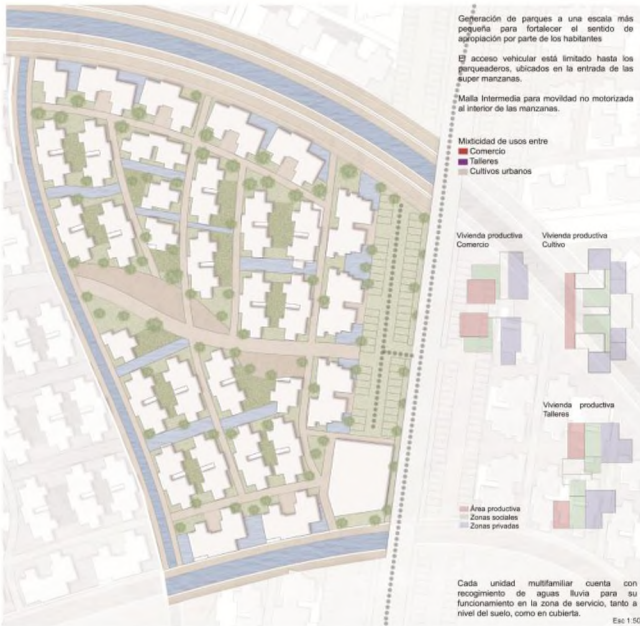 Generación de parques a una escala más
pequeña para fortalecer el sentido de
apropiación por parte de los habitantes
El acceso vehicular está limitado hasta los
parqueaderos, ubicados en la entrada de las
super manzanas.
Malla Intermedia para movildad no motorizada
al interior de las manzanas.
Mixticidad de usos entre
Comercio
Talleres
Cultivos urbanos
Vivienda productiva
Comercio
Vivienda productiva
Cultivo
Vivienda productiva
Talleres
Área productiva
Zonas sociales
Zonas privadas
Cada unidad multifamiliar cuenta con
recogimiento de aguas lluvia para su
funcionamiento en la zona de servicio, tanto a
nivel del suelo, como en cubierta.